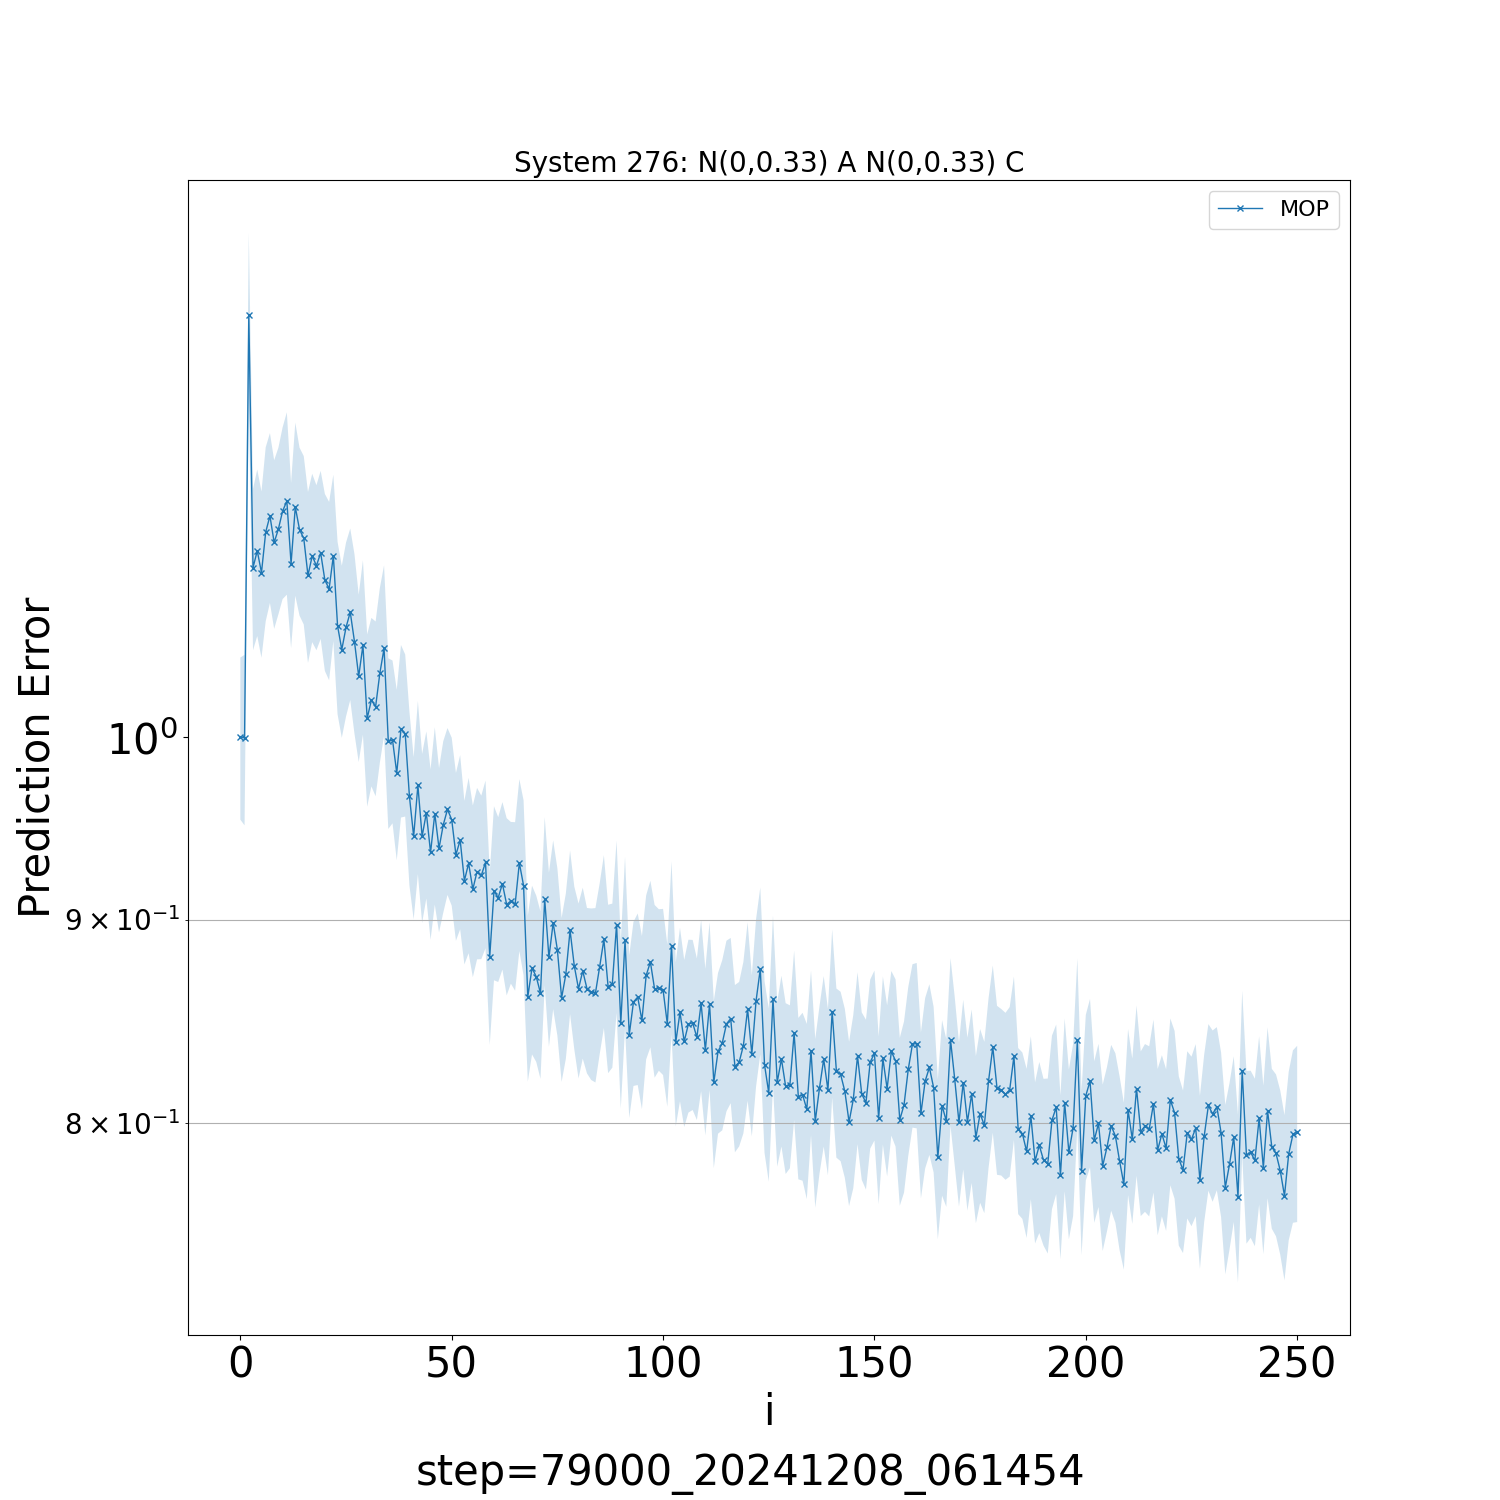 System 276: N(0,0.33) A N(0,0.33) C
MOP
Prediction Error
10⁰
9 × 10⁻¹
8 × 10⁻¹
0 50 100 150 200 250
i
step=79000_20241208_061454